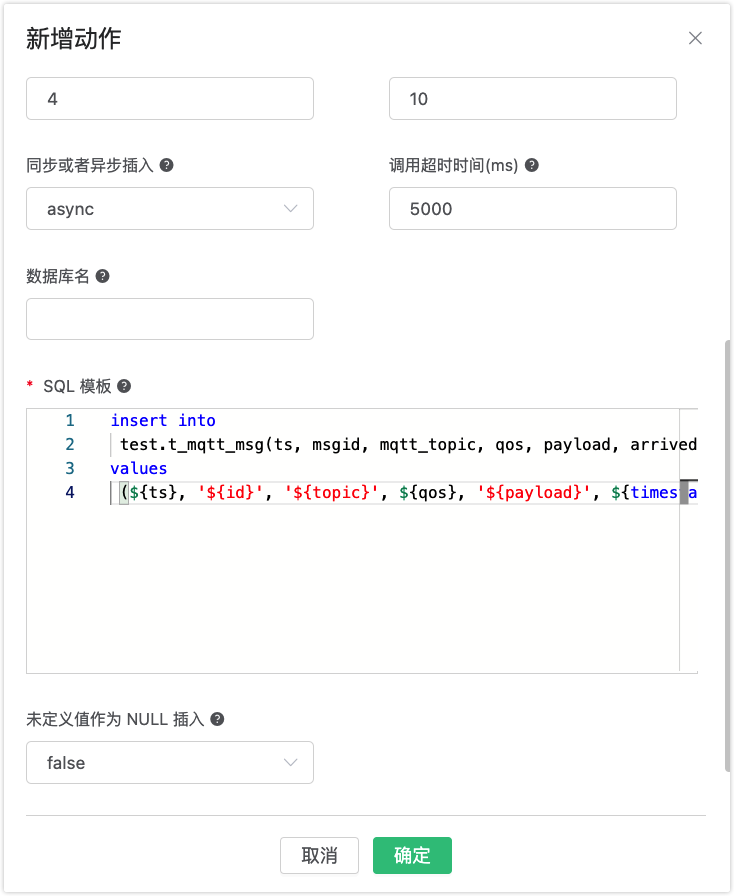 新增动作
4
10
同步或者异步插入
调用超时时间(ms)
async
5000
数据库名
* SQL 模板
1 insert into
2 test.t_mqtt_msg(ts, msgid, mqtt_topic, qos, payload, arrived
3 values
4 (${ts}, '${id}', '${topic}', ${qos}, '${payload}', ${timesta
未定义值作为 NULL 插入
false
取消
确定